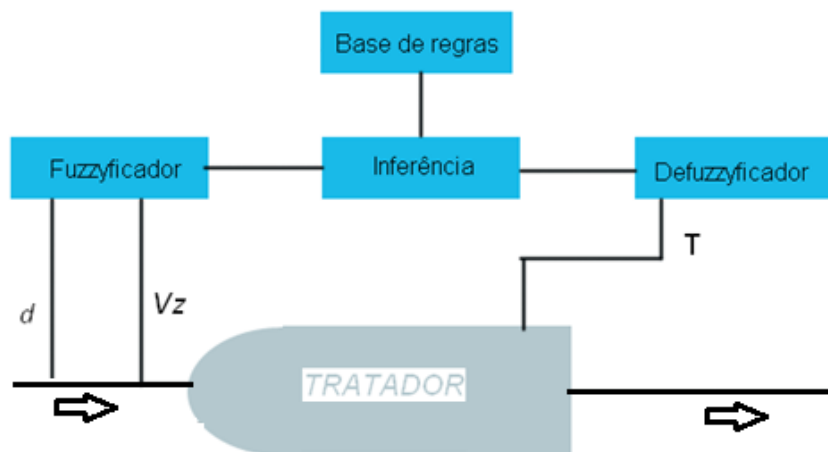 Base de regras
Fuzzyficador
Inferência
Defuzzyficador
T
d
Vz
TRATADOR